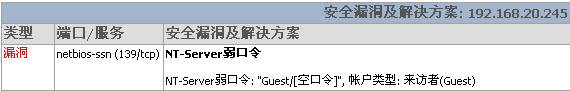 安全漏洞及解决方案: 192.168.20.245
类型 端口/服务 安全漏洞及解决方案
漏洞 netbios-ssn (139/tcp) NT-Server弱口令
NT-Server弱口令: "Guest/[空口令]", 帐户类型: 来访者(Guest)